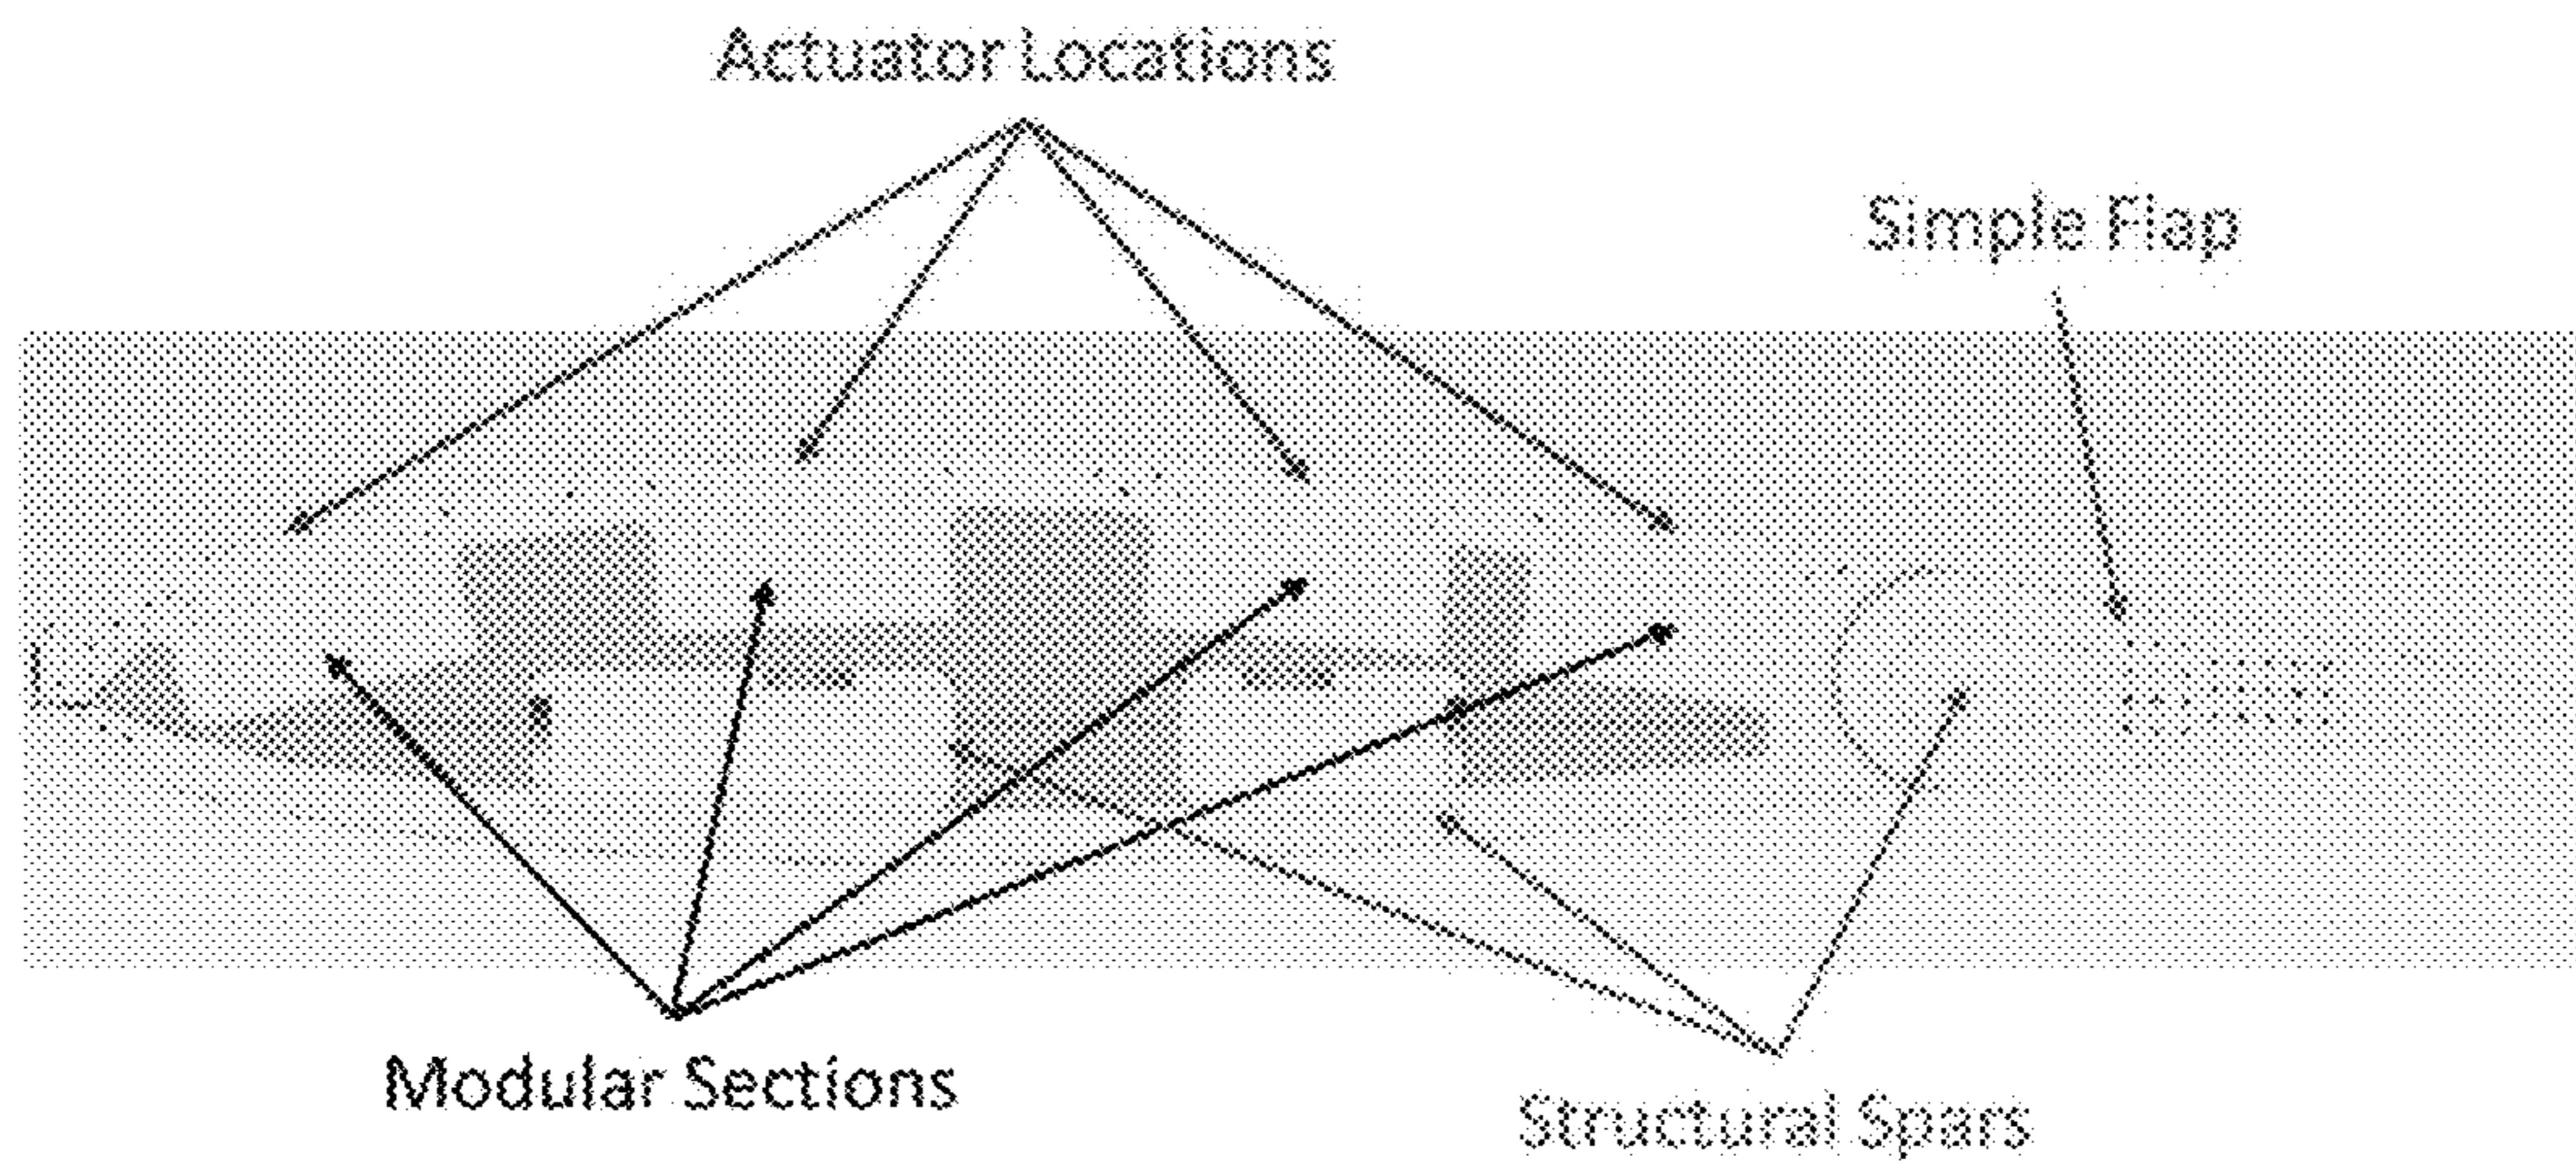 Actuator Locations
Simple Flap
Modular Sections
Structural Spars